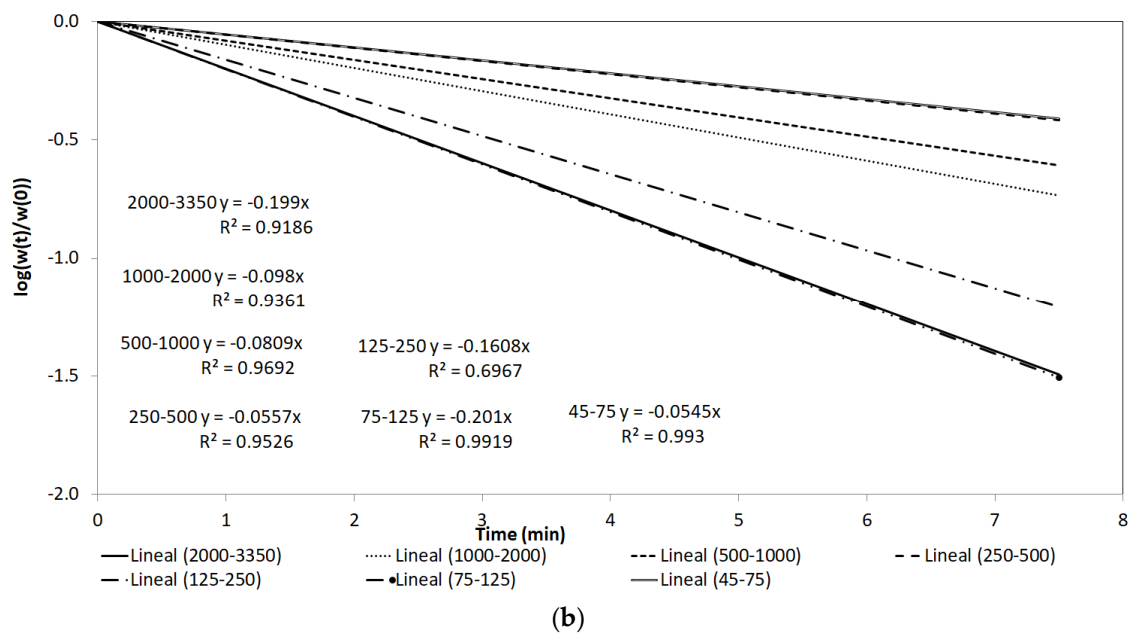 0.0
-0.5
-1.0
-1.5
-2.0
log(w(t)/w(0))
2000-3350 y = -0.199x
R² = 0.9186
1000-2000 y = -0.098x
R² = 0.9361
500-1000 y = -0.0809x
R² = 0.9692
125-250 y = -0.1608x
R² = 0.6967
250-500 y = -0.0557x
R² = 0.9526
75-125 y = -0.201x
R² = 0.9919
45-75 y = -0.0545x
R² = 0.993
0 1 2 3 4 5 6 7 8
Time (min)
Lineal (2000-3350) Lineal (1000-2000) Lineal (500-1000) Lineal (250-500)
Lineal (125-250) Lineal (75-125) Lineal (45-75)
(b)